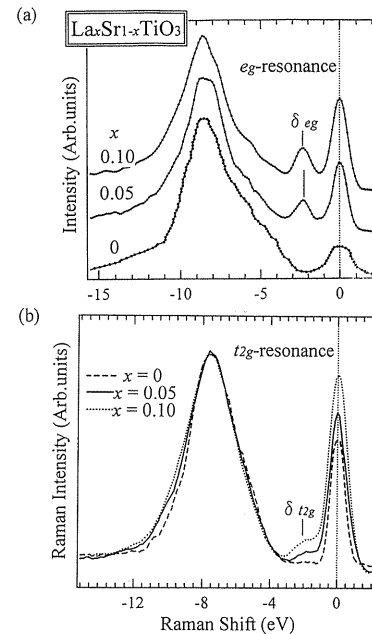 (a)
LaxSr1-xTiO3
eg-resonance
δ eg
x
0.10
0.05
0
Intensity (Arb.units)
-15 -10 -5 0
(b)
t2g-resonance
x = 0
x = 0.05
x = 0.10
δ t2g
Raman Intensity (Arb.units)
-12 -8 -4 0
Raman Shift (eV)